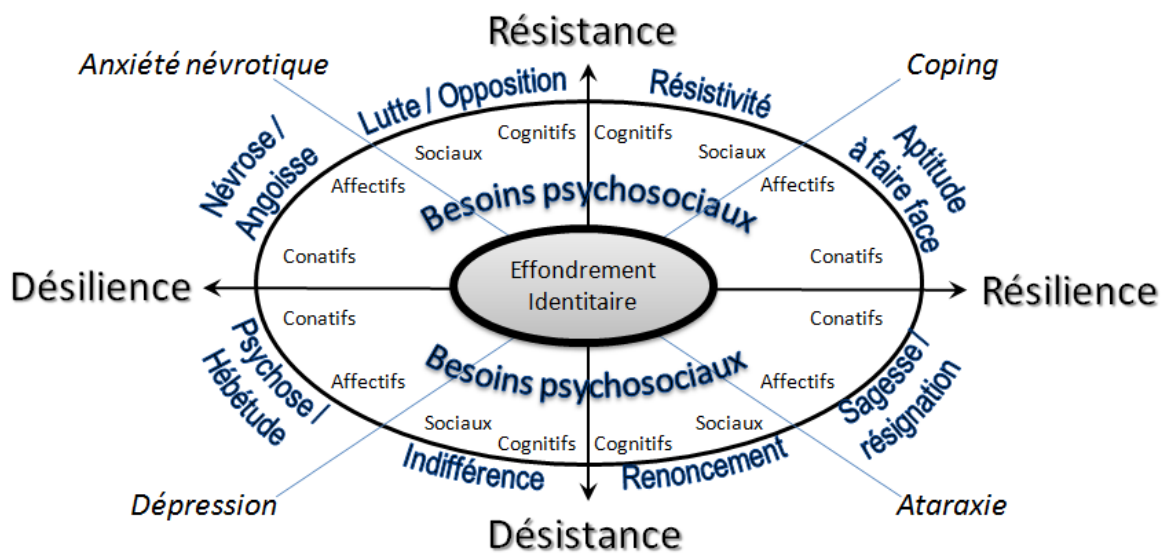 Résistance
Anxiété névrotique
Coping
Lutte / Opposition
Résistivité
Cognitifs
Cognitifs
Sociaux
Sociaux
Névrose /
Angoisse
Aptitude
à faire face
Affectifs
Affectifs
Besoins psychosociaux
Conatifs
Conatifs
Effondrement
Identitaire
Désilience
Résilience
Conatifs
Conatifs
Psychose /
Hébétude
Sagesse /
résignation
Besoins psychosociaux
Affectifs
Affectifs
Sociaux
Sociaux
Cognitifs
Cognitifs
Indifférence
Renoncement
Dépression
Ataraxie
Désistance